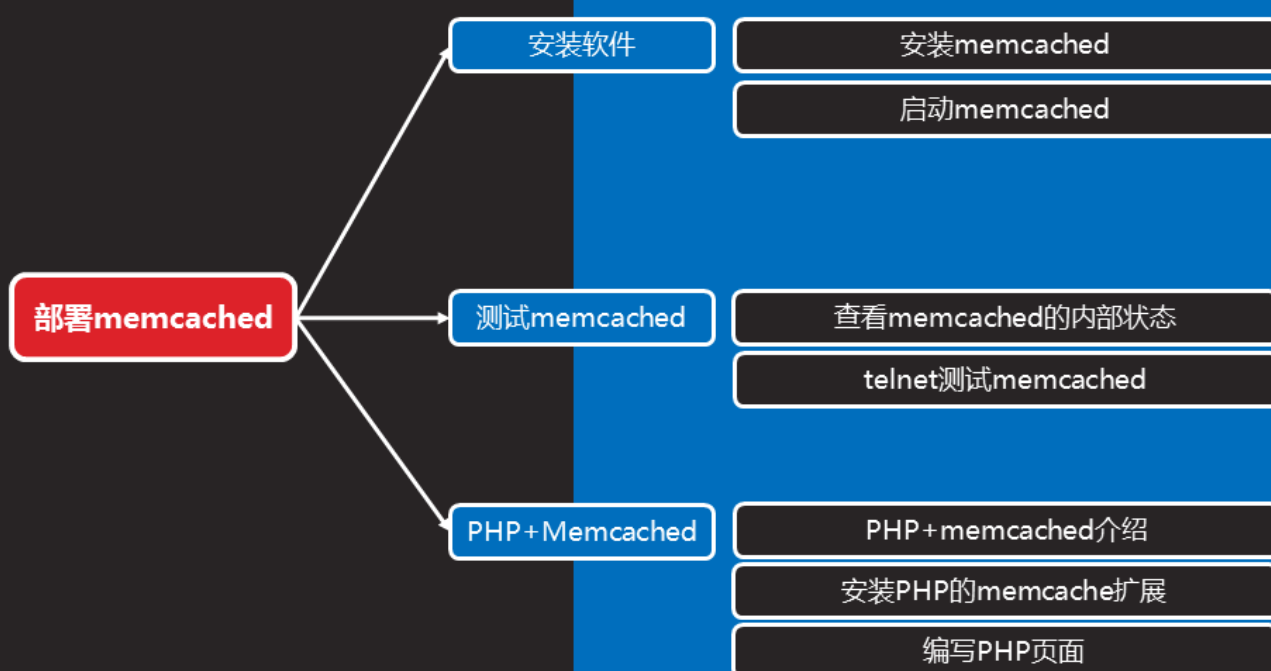 部署memcached
安装软件
安装memcached
启动memcached
测试memcached
查看memcached的内部状态
telnet测试memcached
PHP+Memcached
PHP+memcached介绍
安装PHP的memcache扩展
编写PHP页面